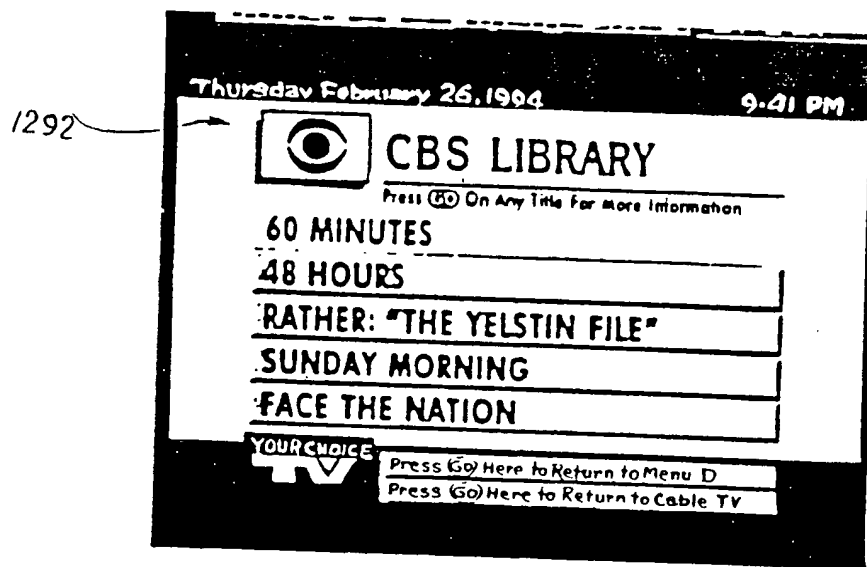 Thursday February 26, 1994
9:41 PM
1292
CBS LIBRARY
Press Go On Any Title For More Information
60 MINUTES
48 HOURS
RATHER: "THE YELSTIN FILE"
SUNDAY MORNING
FACE THE NATION
YOUR CHOICE
TV
Press Go Here to Return to Menu D
Press Go Here to Return to Cable TV